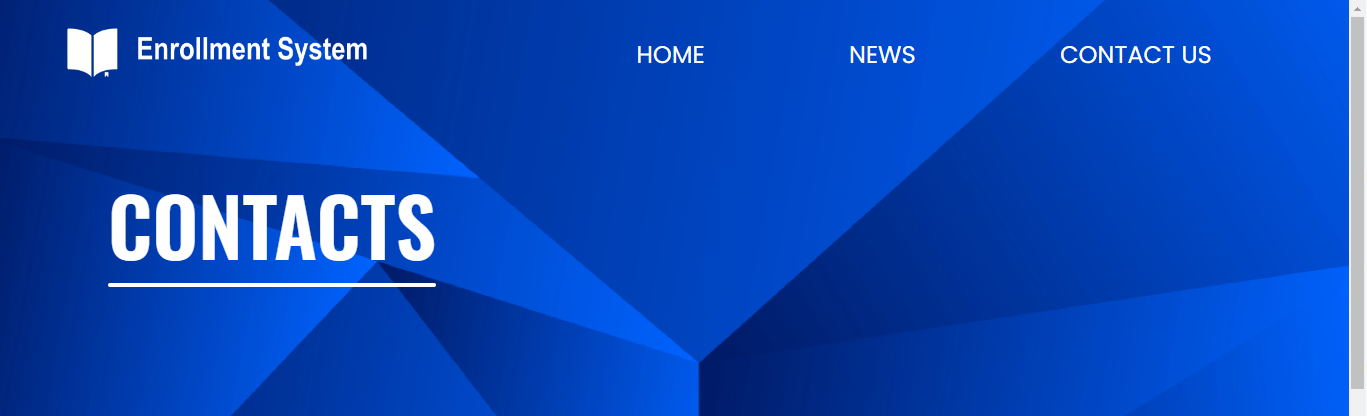 Enrollment System
HOME
NEWS
CONTACT US
CONTACTS